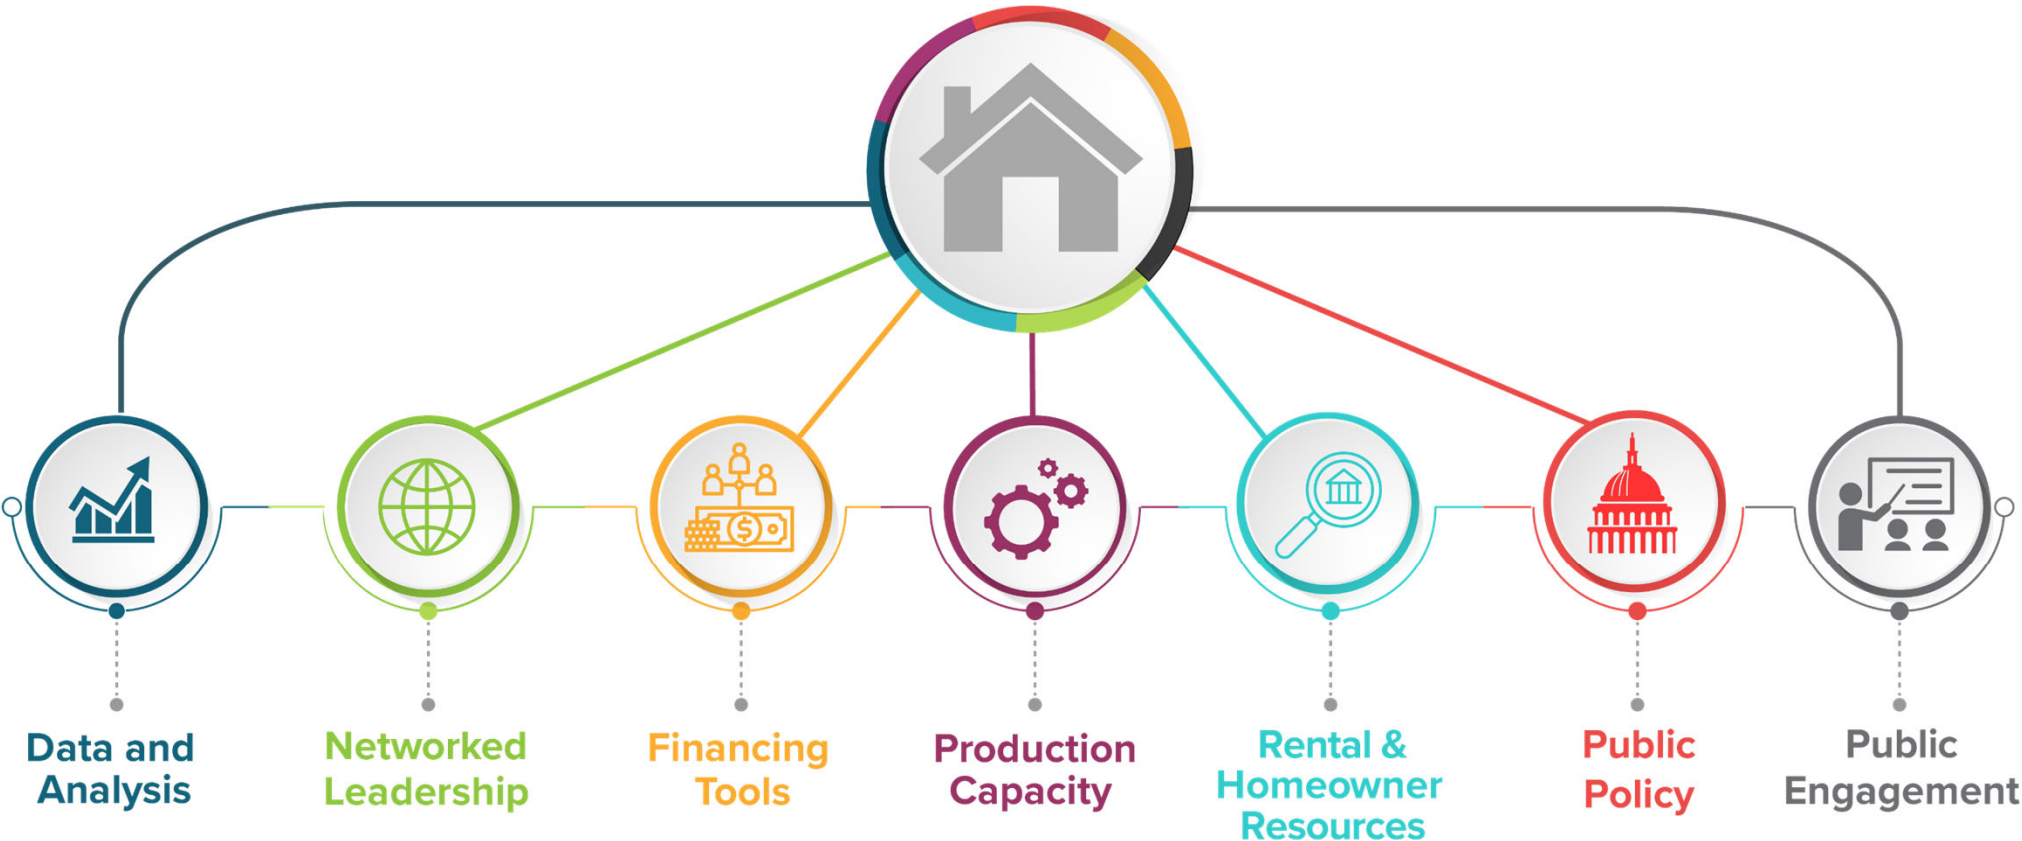 Data and
Analysis
Networked
Leadership
Financing
Tools
Production
Capacity
Rental &
Homeowner
Resources
Public
Policy
Public
Engagement